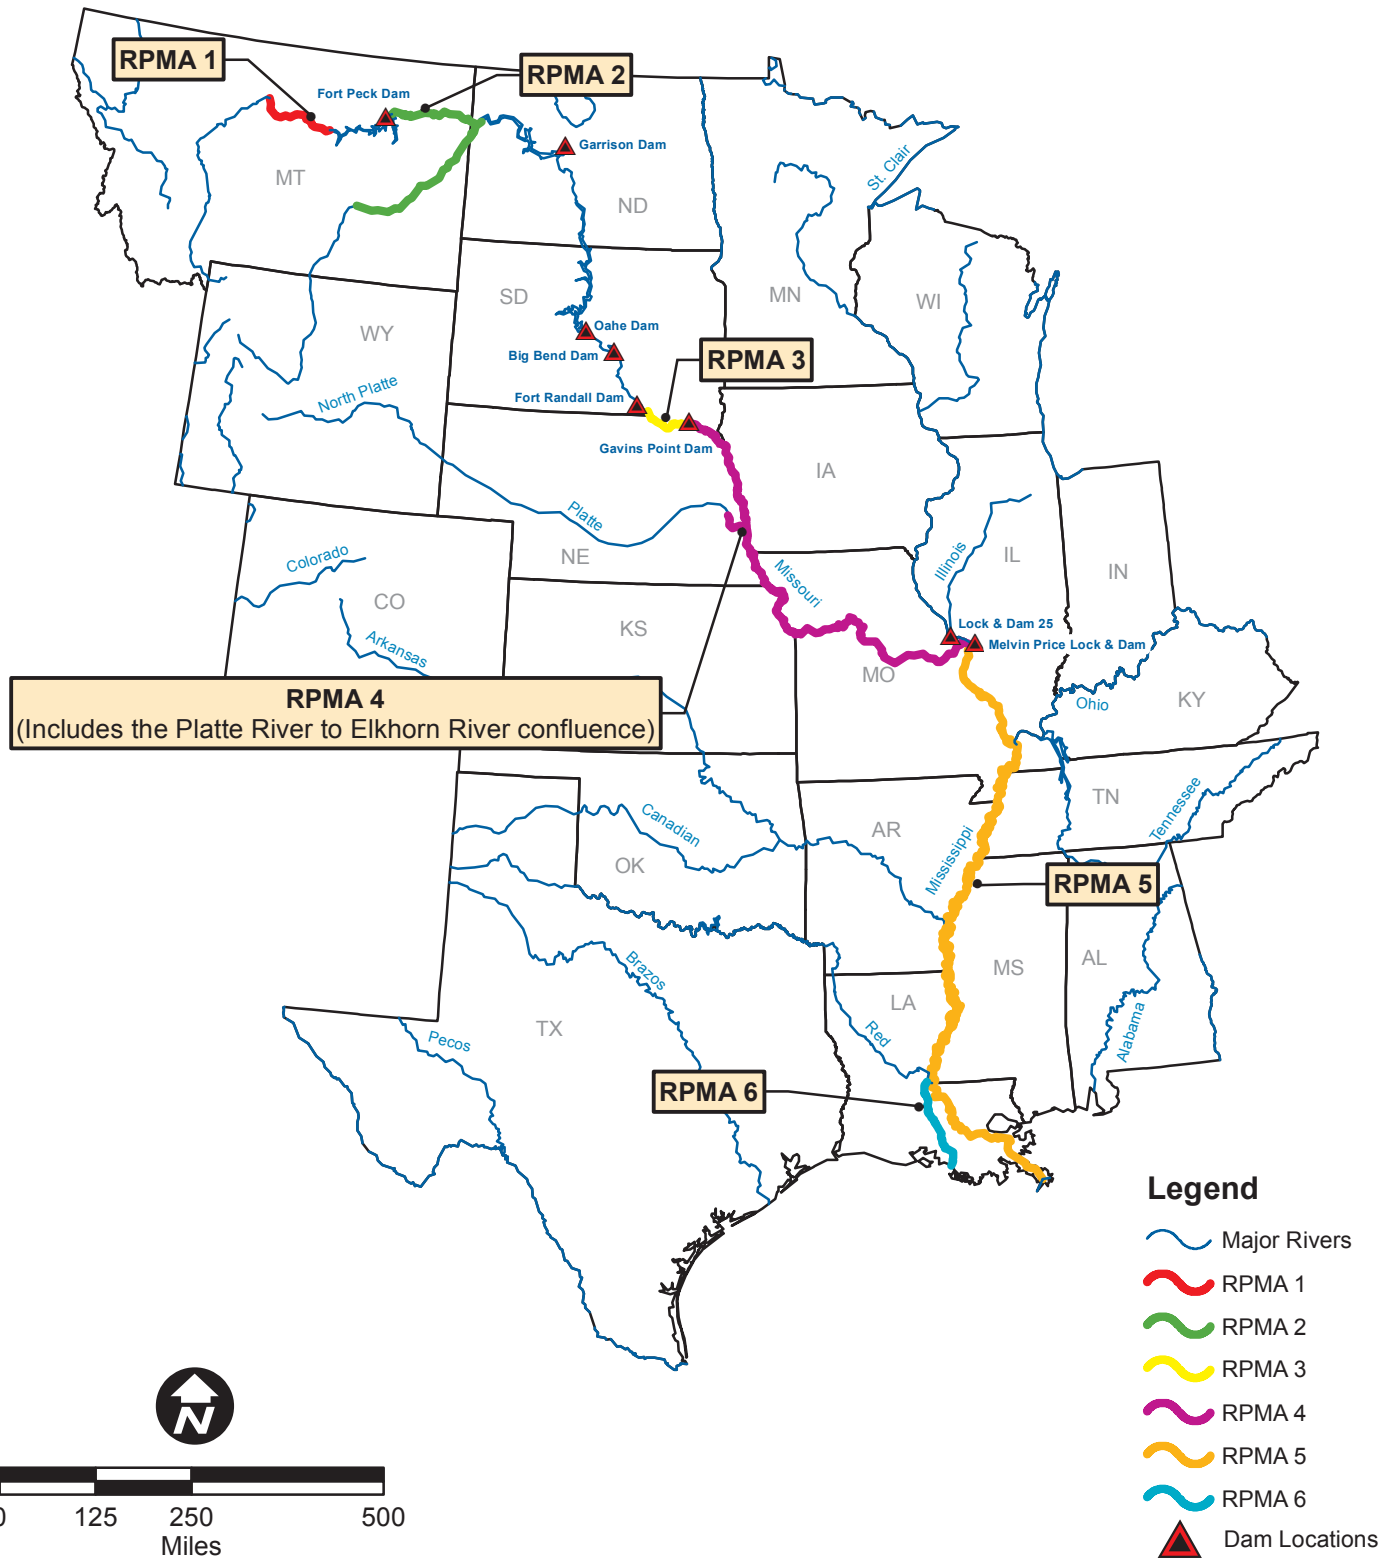 RPMA 1
RPMA 2
Fort Peck Dam
Garrison Dam
MT
ND
St. Clair
SD
MN
WI
WY
Oahe Dam
Big Bend Dam
RPMA 3
North Platte
Fort Randall Dam
Gavins Point Dam
IA
Platte
NE
Colorado
CO
Missouri
Illinois
IL
IN
KS
Arkansas
Lock & Dam 25
Melvin Price Lock & Dam
MO
RPMA 4
(Includes the Platte River to Elkhorn River confluence)
Ohio
KY
Canadian
AR
Mississippi
TN
Tennessee
OK
RPMA 5
Brazos
MS
AL
LA
TX
Pecos
Red
Alabama
RPMA 6
Legend
Major Rivers
RPMA 1
RPMA 2
RPMA 3
RPMA 4
RPMA 5
RPMA 6
Dam Locations
N
0 125 250 500
Miles